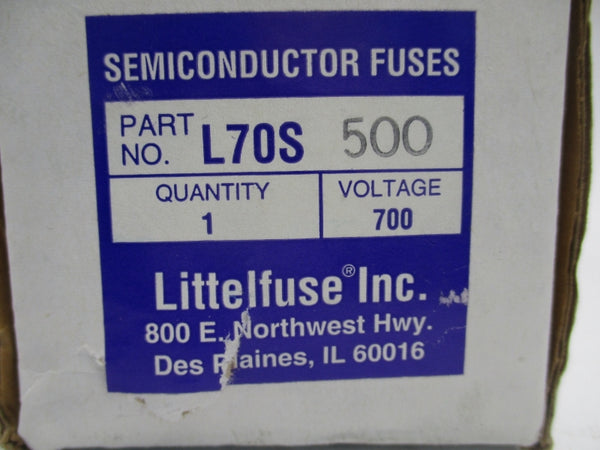 SEMICONDUCTOR FUSES
PART NO. L70S 500
QUANTITY VOLTAGE
1 700
Littelfuse® Inc.
800 E. Northwest Hwy.
Des Plaines, IL 60016